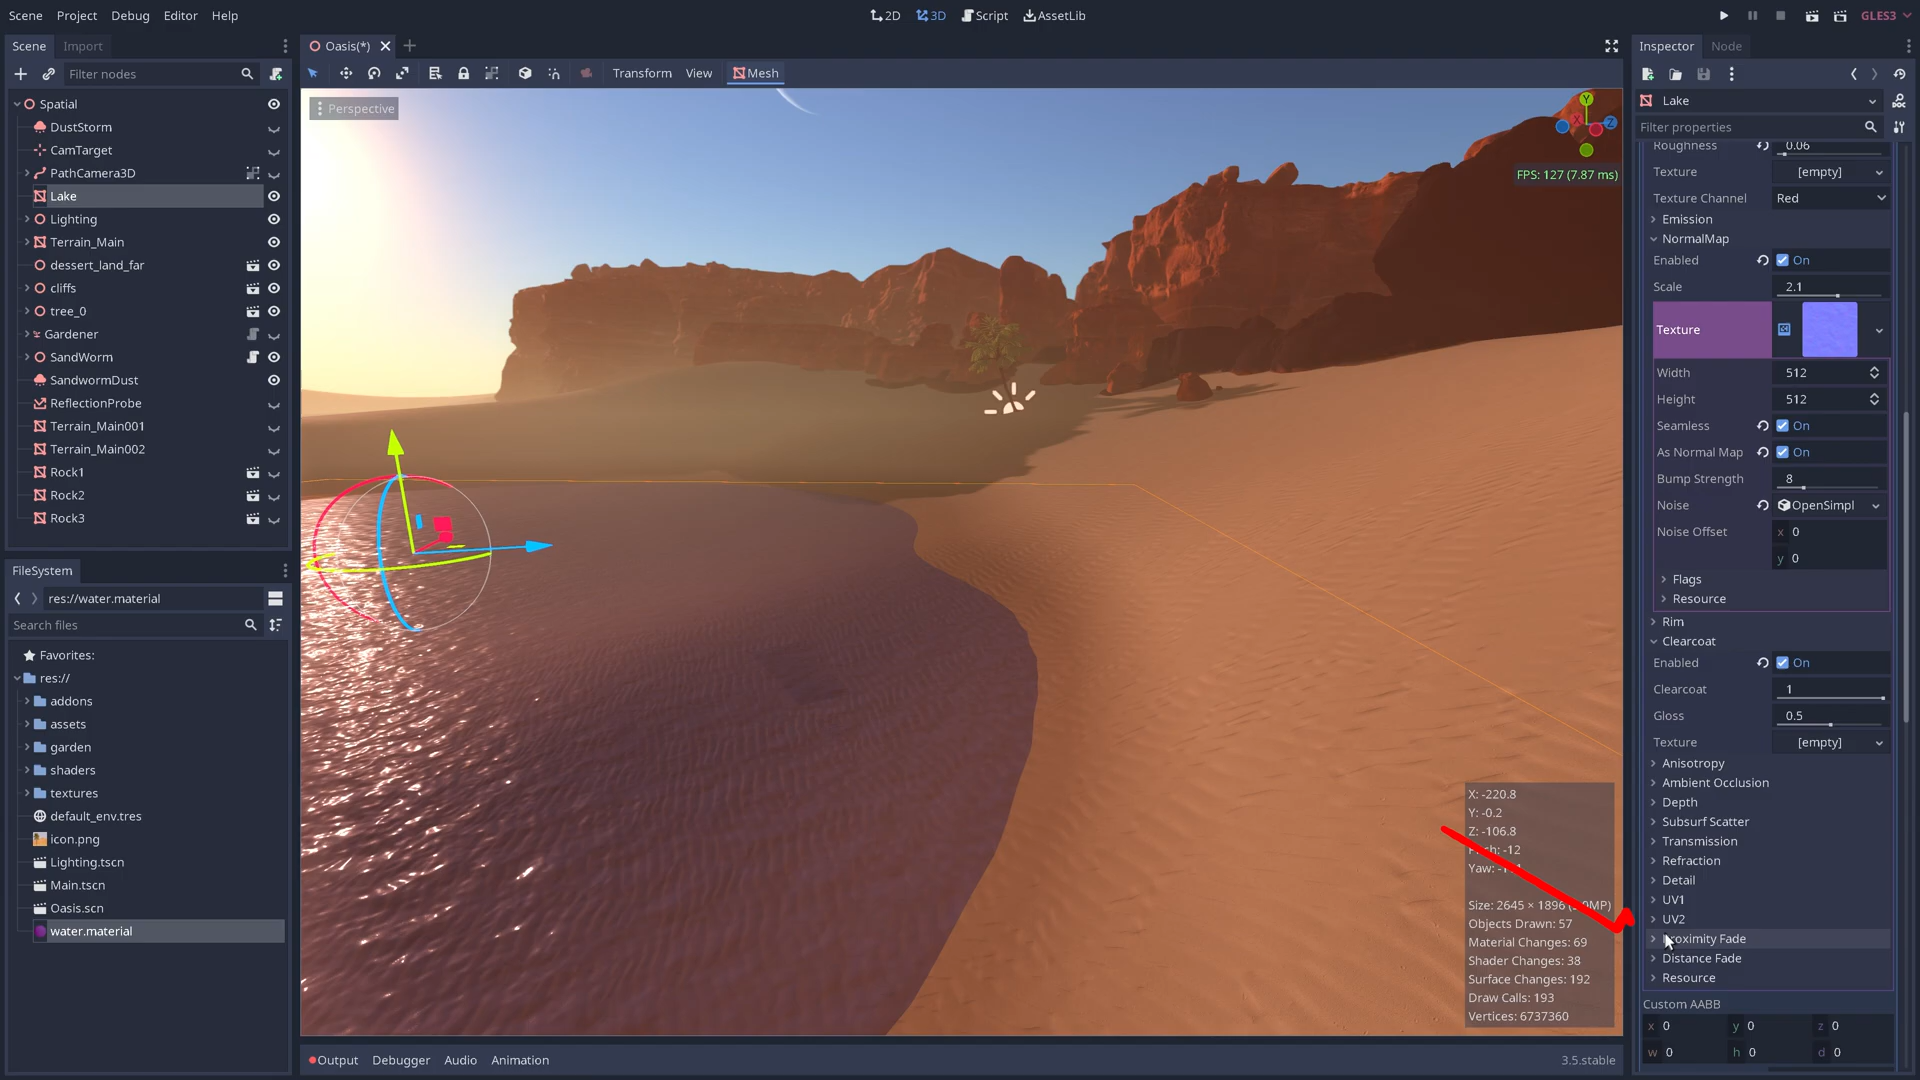 Scene Project Debug Editor Help
2D 3D Script AssetLib
GLES3
Scene Import
Filter nodes
Spatial
DustStorm
CamTarget
PathCamera3D
Lake
Lighting
Terrain_Main
dessert_land_far
cliffs
tree_0
Gardener
SandWorm
SandwormDust
ReflectionProbe
Terrain_Main001
Terrain_Main002
Rock1
Rock2
Rock3
FileSystem
res://water.material
Search files
Favorites:
res://
addons
assets
garden
shaders
textures
default_env.tres
icon.png
Lighting.tscn
Main.tscn
Oasis.scn
water.material
Oasis(*)
Transform View Mesh
Perspective
Y
X
Z
FPS: 127 (7.87 ms)
X: -220.8
Y: -0.2
Z: -106.8
-12
Yaw:
Size: 2645 × 1896
Objects Drawn: 57
Material Changes: 69
Shader Changes: 38
Surface Changes: 192
Draw Calls: 193
Vertices: 6737360
Output Debugger Audio Animation
3.5.stable
Inspector Node
Lake
DOC
Filter properties
Roughness 0.06
Texture [empty]
Texture Channel Red
Emission
NormalMap
Enabled On
Scale 2.1
Texture
Width 512
Height 512
Seamless On
As Normal Map On
Bump Strength 8
Noise OpenSimpl
Noise Offset x 0
y 0
Flags
Resource
Rim
Clearcoat
Enabled On
Clearcoat 1
Gloss 0.5
Texture [empty]
Anisotropy
Ambient Occlusion
Depth
Subsurf Scatter
Transmission
Refraction
Detail
UV1
UV2
Proximity Fade
Distance Fade
Resource
Custom AABB
x 0 y 0 z 0
w 0 h 0 d 0